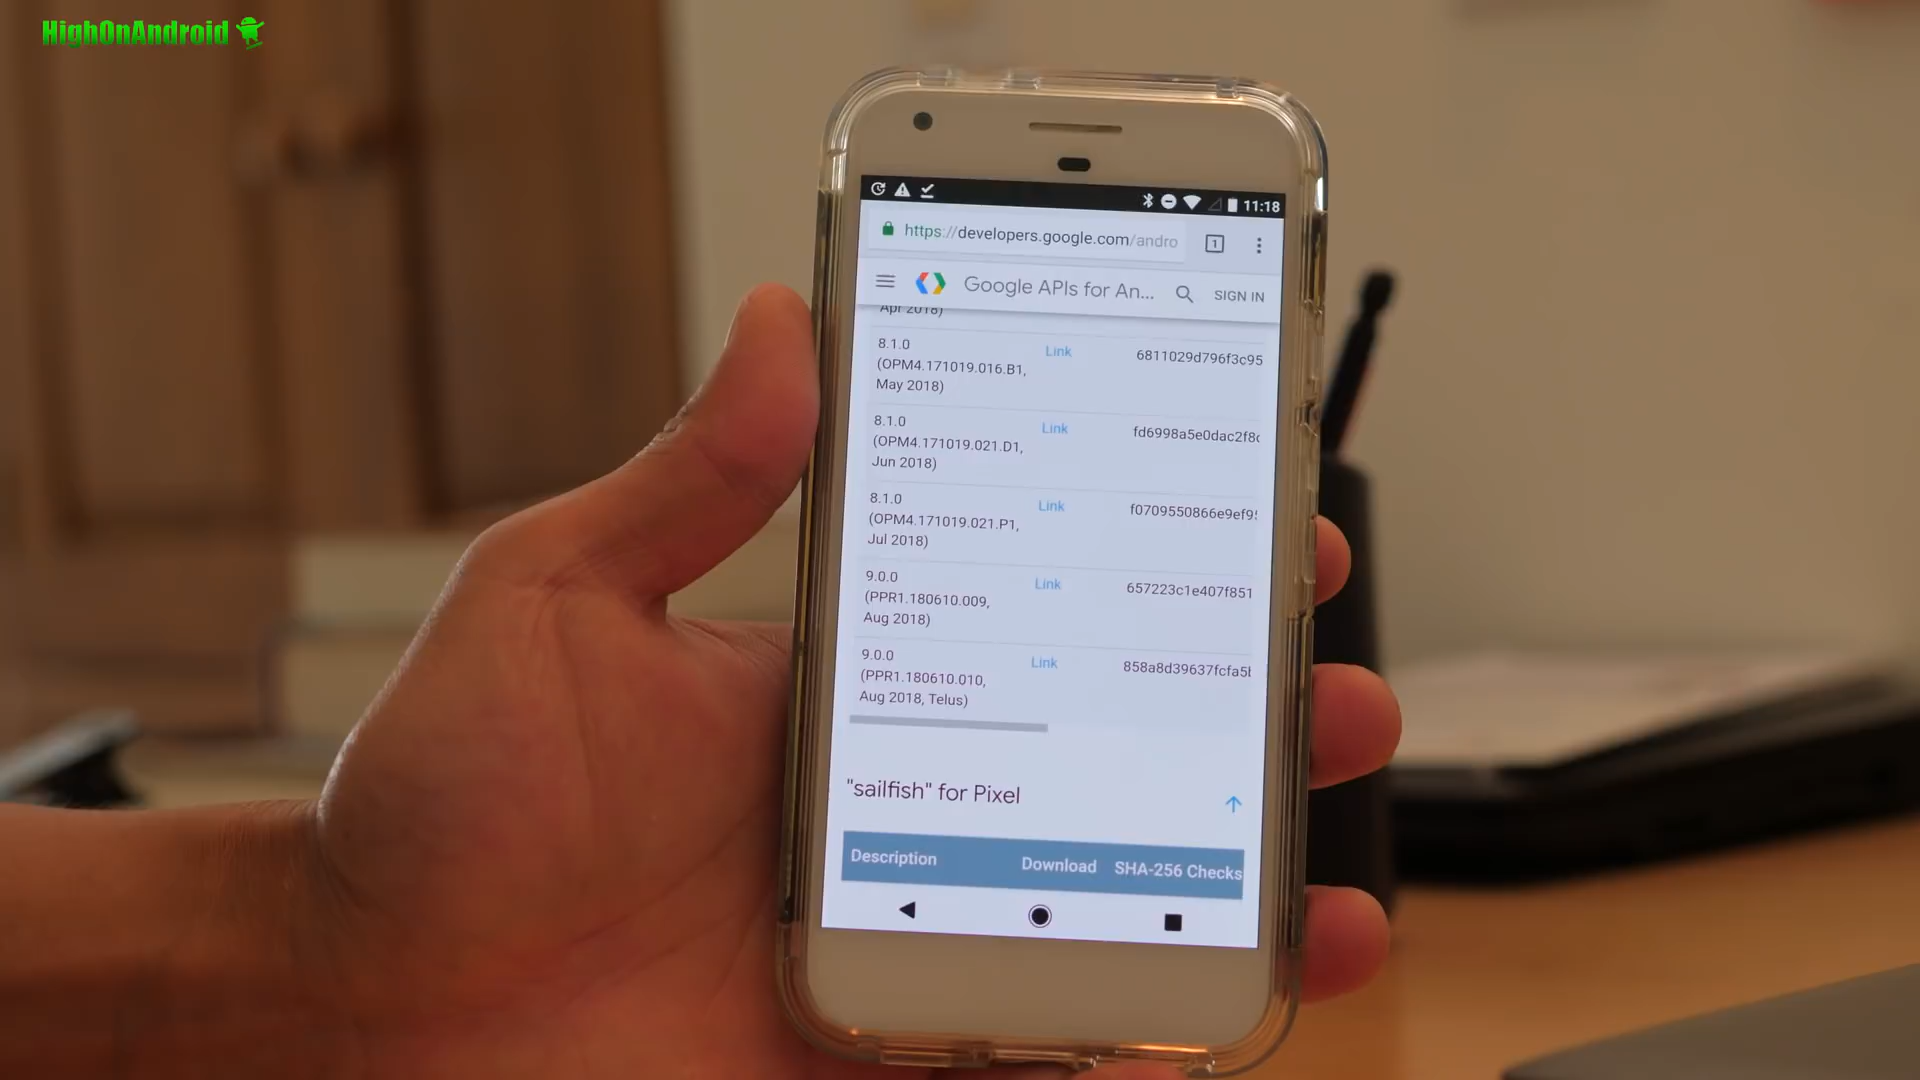 HighOnAndroid
11:18
https://developers.google.com/andro
1
Google APIs for An...
SIGN IN
Apr 2018)
8.1.0
(OPM4.171019.016.B1,
May 2018)
Link
6811029d796f3c95
8.1.0
(OPM4.171019.021.D1,
Jun 2018)
Link
fd6998a5e0dac2f8
8.1.0
(OPM4.171019.021.P1,
Jul 2018)
Link
f0709550866e9ef9
9.0.0
(PPR1.180610.009,
Aug 2018)
Link
657223c1e407f851
9.0.0
(PPR1.180610.010,
Aug 2018, Telus)
Link
858a8d39637fcfa5
"sailfish" for Pixel
Description
Download
SHA-256 Checks